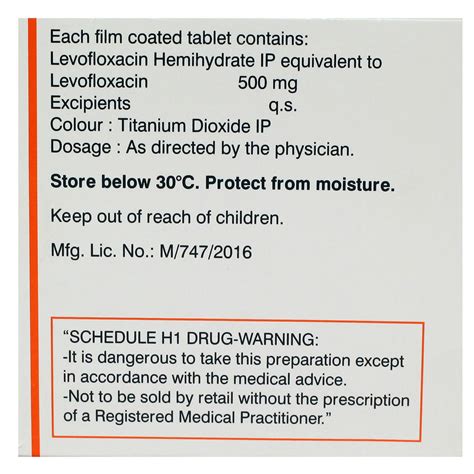 Each film coated tablet contains:
Levofloxacin Hemihydrate IP equivalent to
Levofloxacin 500 mg
Excipients q.s.
Colour : Titanium Dioxide IP
Dosage : As directed by the physician.
Store below 30°C. Protect from moisture.
Keep out of reach of children.
Mfg. Lic. No.: M/747/2016
“SCHEDULE H1 DRUG-WARNING:
-It is dangerous to take this preparation except
in accordance with the medical advice.
-Not to be sold by retail without the prescription
of a Registered Medical Practitioner.”